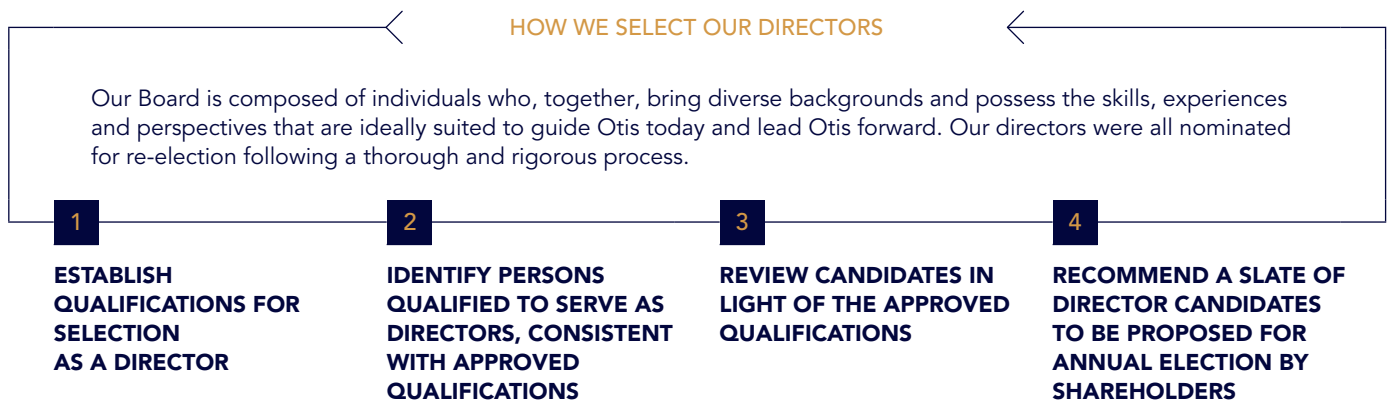 HOW WE SELECT OUR DIRECTORS
Our Board is composed of individuals who, together, bring diverse backgrounds and possess the skills, experiences
and perspectives that are ideally suited to guide Otis today and lead Otis forward. Our directors were all nominated
for re-election following a thorough and rigorous process.
1
ESTABLISH
QUALIFICATIONS FOR
SELECTION
AS A DIRECTOR
2
IDENTIFY PERSONS
QUALIFIED TO SERVE AS
DIRECTORS, CONSISTENT
WITH APPROVED
QUALIFICATIONS
3
REVIEW CANDIDATES IN
LIGHT OF THE APPROVED
QUALIFICATIONS
4
RECOMMEND A SLATE OF
DIRECTOR CANDIDATES
TO BE PROPOSED FOR
ANNUAL ELECTION BY
SHAREHOLDERS